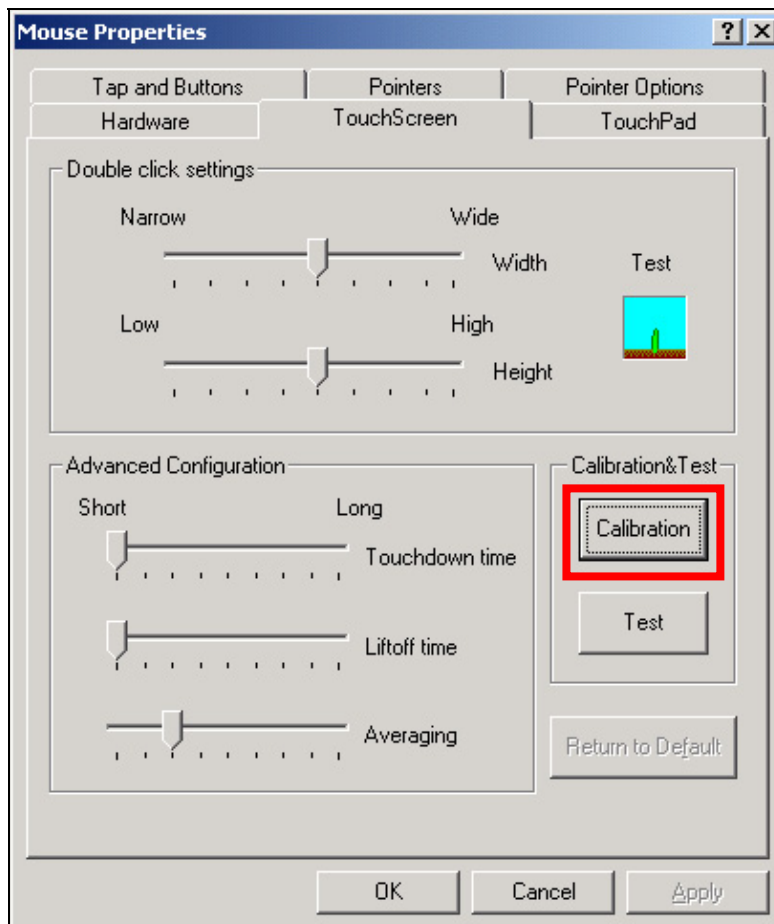 Mouse Properties
Tap and Buttons Pointers Pointer Options
Hardware TouchScreen TouchPad
Double click settings
Narrow Wide
Width Test
Low High
Height
Advanced Configuration Calibration&Test
Short Long
Calibration
Touchdown time
Test
Liftoff time
Averaging
Return to Default
OK Cancel Apply